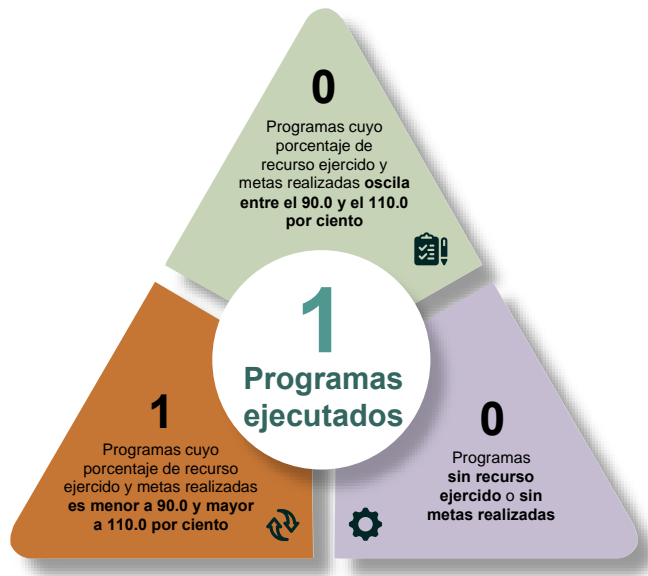 0
Programas cuyo
porcentaje de
recurso ejercido y
metas realizadas oscila
entre el 90.0 y el 110.0
por ciento
1
Programas
ejecutados
1
Programas cuyo
porcentaje de recurso
ejercido y metas realizadas
es menor a 90.0 y mayor
a 110.0 por ciento
0
Programas
sin recurso
ejercido o sin
metas realizadas